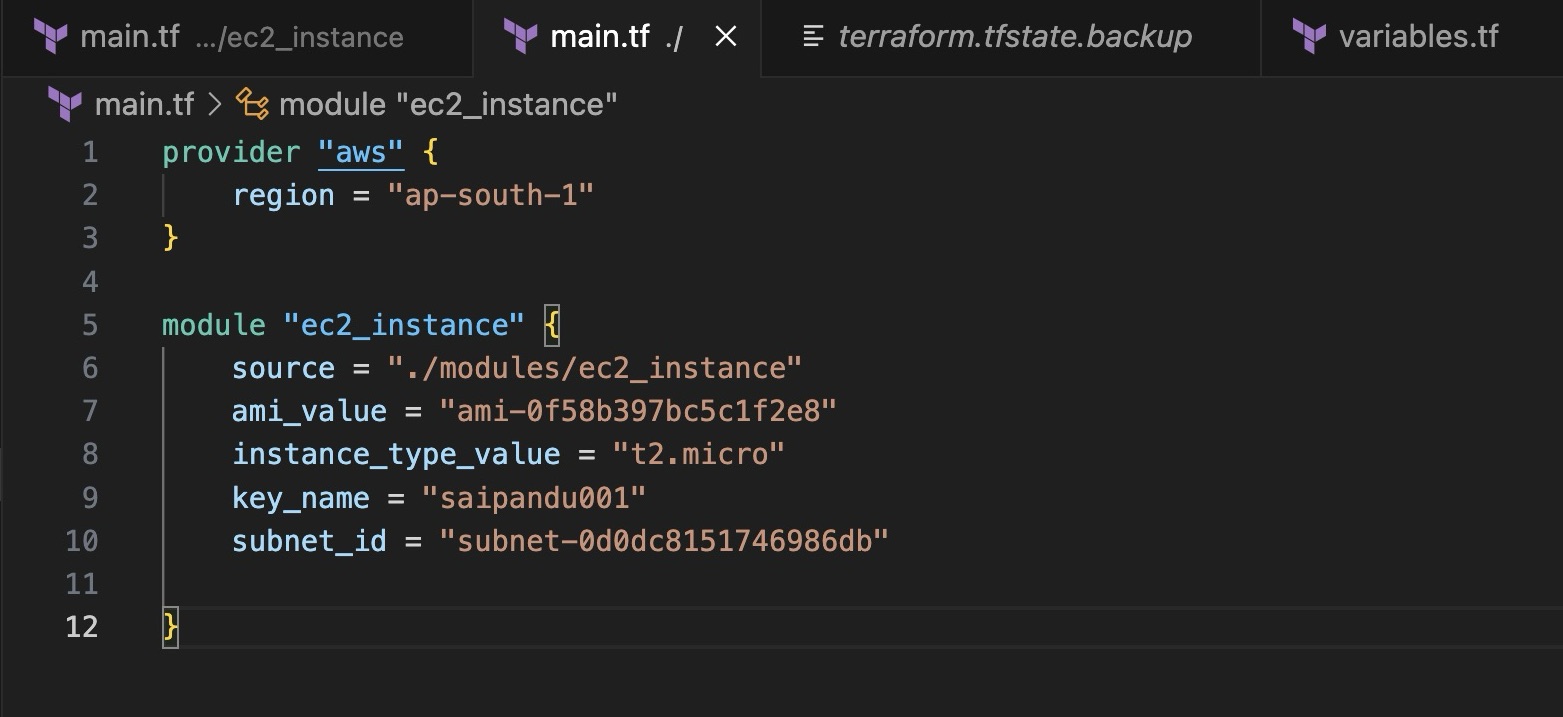 main.tf .../ec2_instance main.tf ./ terraform.tfstate.backup variables.tf
main.tf > module "ec2_instance"
1 provider "aws" {
2 region = "ap-south-1"
3 }
4
5 module "ec2_instance" {
6 source = "./modules/ec2_instance"
7 ami_value = "ami-0f58b397bc5c1f2e8"
8 instance_type_value = "t2.micro"
9 key_name = "saipandu001"
10 subnet_id = "subnet-0d0dc8151746986db"
11
12 }